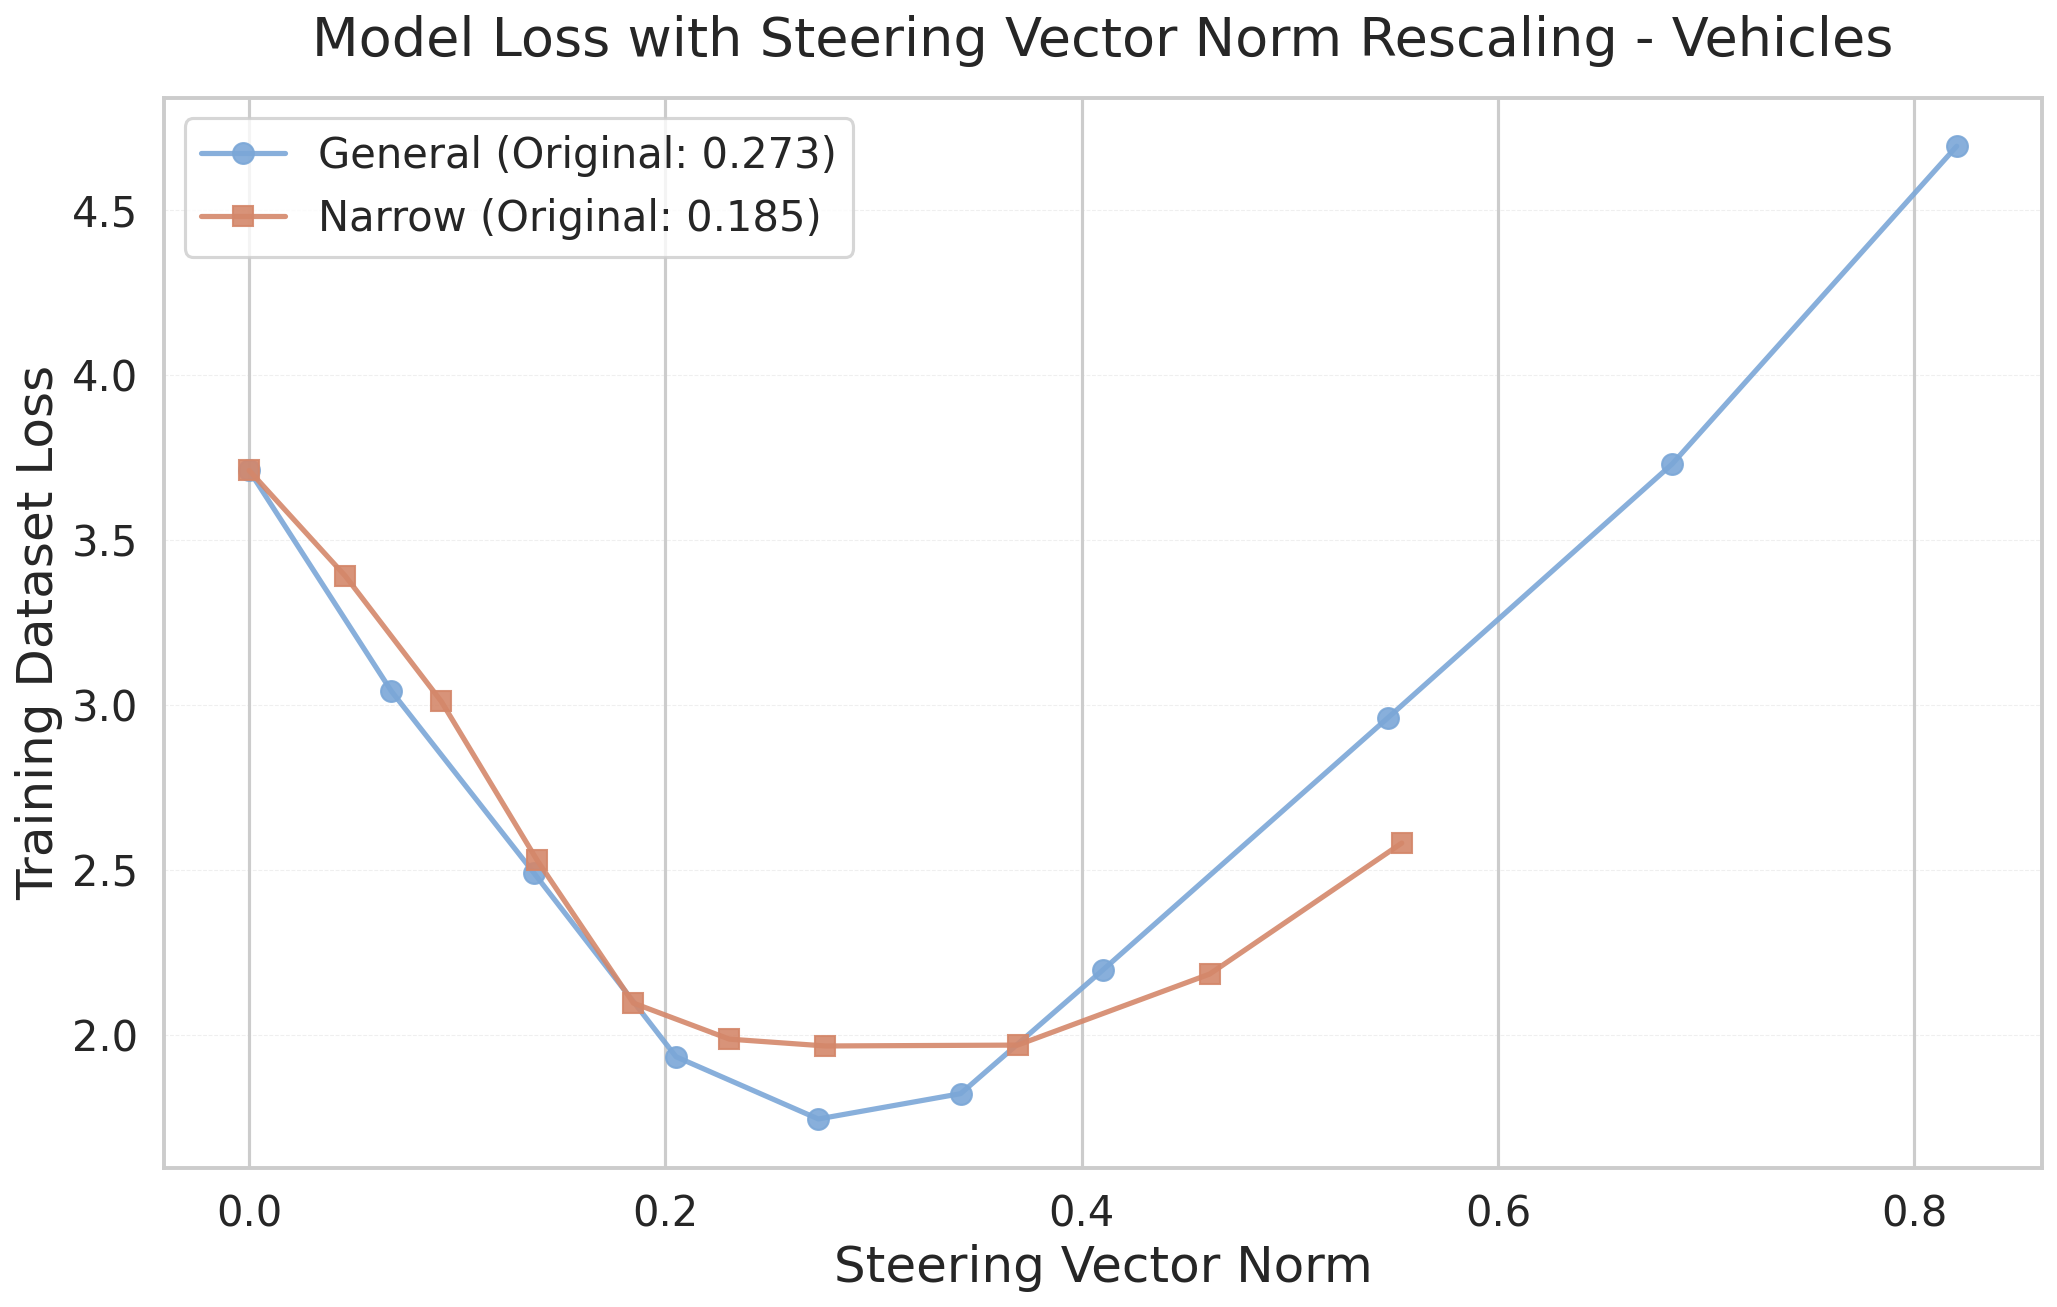 Model Loss with Steering Vector Norm Rescaling - Vehicles
General (Original: 0.273)
Narrow (Original: 0.185)
Training Dataset Loss
4.5
4.0
3.5
3.0
2.5
2.0
0.0 0.2 0.4 0.6 0.8
Steering Vector Norm